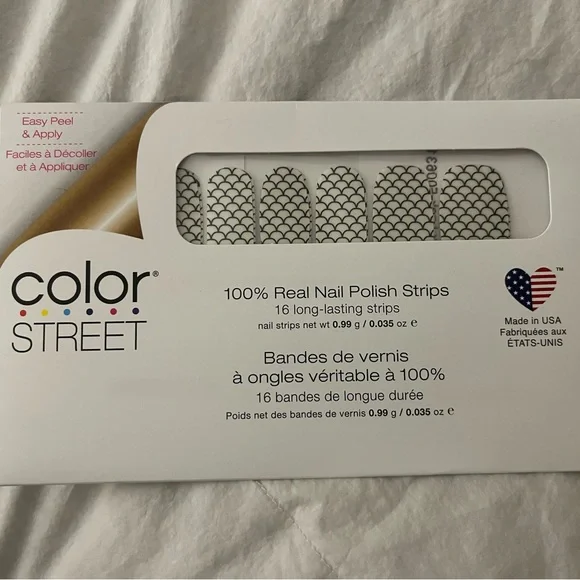 Easy Peel
& Apply
Faciles à Décoller
et à Appliquer
color®
STREET
100% Real Nail Polish Strips
16 long-lasting strips
nail strips net wt 0.99 g / 0.035 oz e
Bandes de vernis
à ongles véritable à 100%
16 bandes de longue durée
Poids net des bandes de vernis 0.99 g / 0.035 oz e
TM
Made in USA
Fabriquées aux
ÉTATS-UNIS